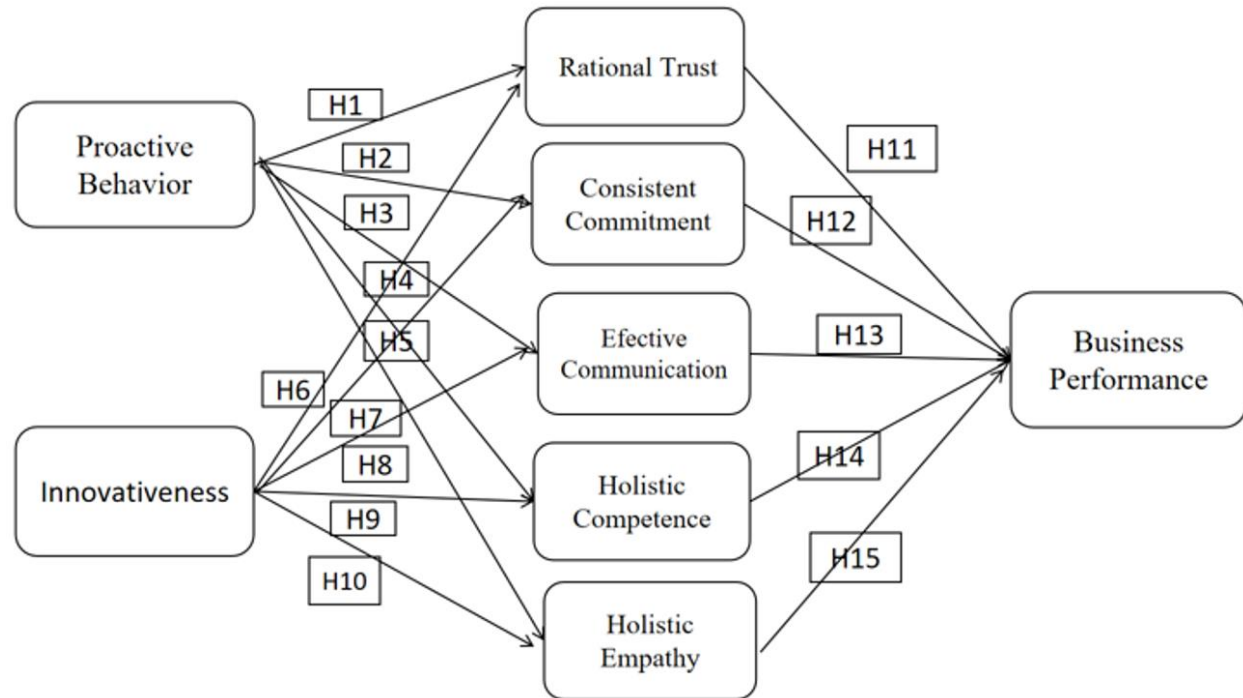 Proactive
Behavior
Innovativeness
H1
H2
H3
H4
H5
H6
H7
H8
H9
H10
Rational Trust
Consistent
Commitment
Efective
Communication
Holistic
Competence
Holistic
Empathy
H11
H12
H13
H14
H15
Business
Performance